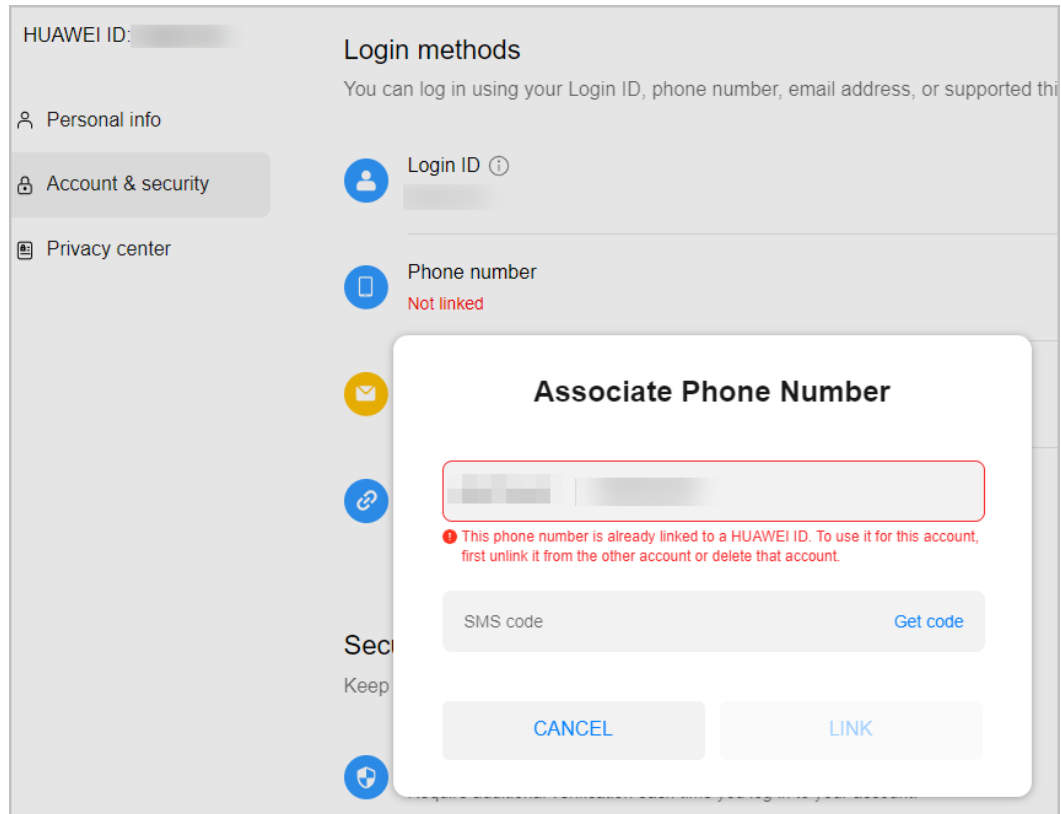 HUAWEI ID:
Personal info
Account & security
Privacy center
Login methods
You can log in using your Login ID, phone number, email address, or supported thi
Login ID
Phone number
Not linked
Associate Phone Number
This phone number is already linked to a HUAWEI ID. To use it for this account,
first unlink it from the other account or delete that account.
SMS code Get code
CANCEL LINK
Secu
Keep